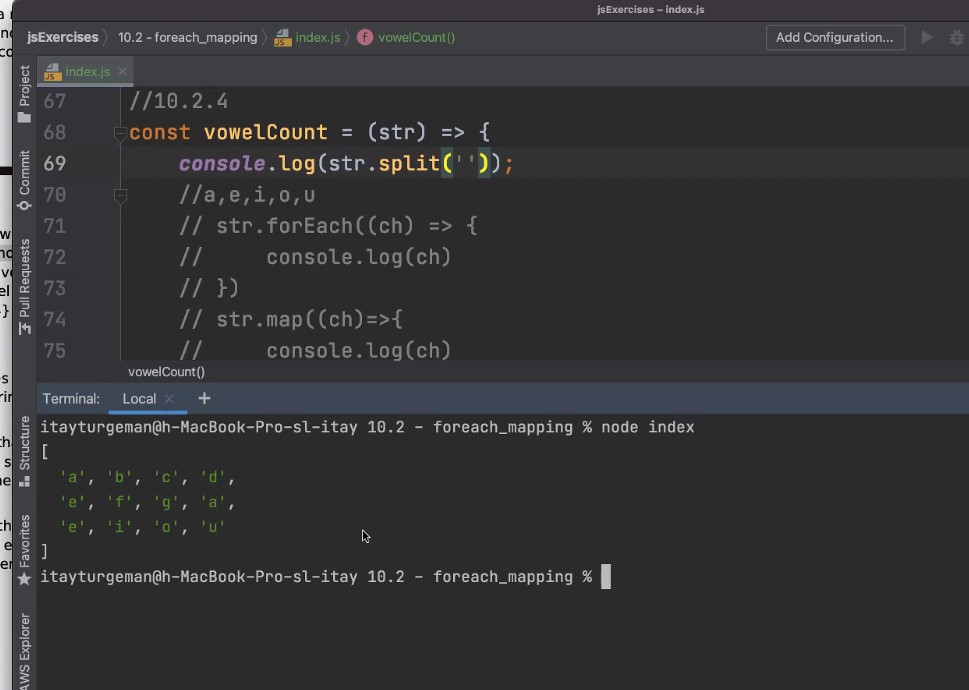 jsExercises – index.js
jsExercises 10.2 - foreach_mapping JS index.js f vowelCount() Add Configuration...
JS index.js
Project
Commit
Pull Requests
Structure
Favorites
AWS Explorer
67 //10.2.4
68 const vowelCount = (str) => {
69 console.log(str.split(''));
70 //a,e,i,o,u
71 // str.forEach((ch) => {
72 // console.log(ch)
73 // })
74 // str.map((ch)=>{
75 // console.log(ch)
vowelCount()
Terminal: Local +
itayturgeman@h-MacBook-Pro-sl-itay 10.2 - foreach_mapping % node index
[
'a', 'b', 'c', 'd',
'e', 'f', 'g', 'a',
'e', 'i', 'o', 'u'
]
itayturgeman@h-MacBook-Pro-sl-itay 10.2 - foreach_mapping %